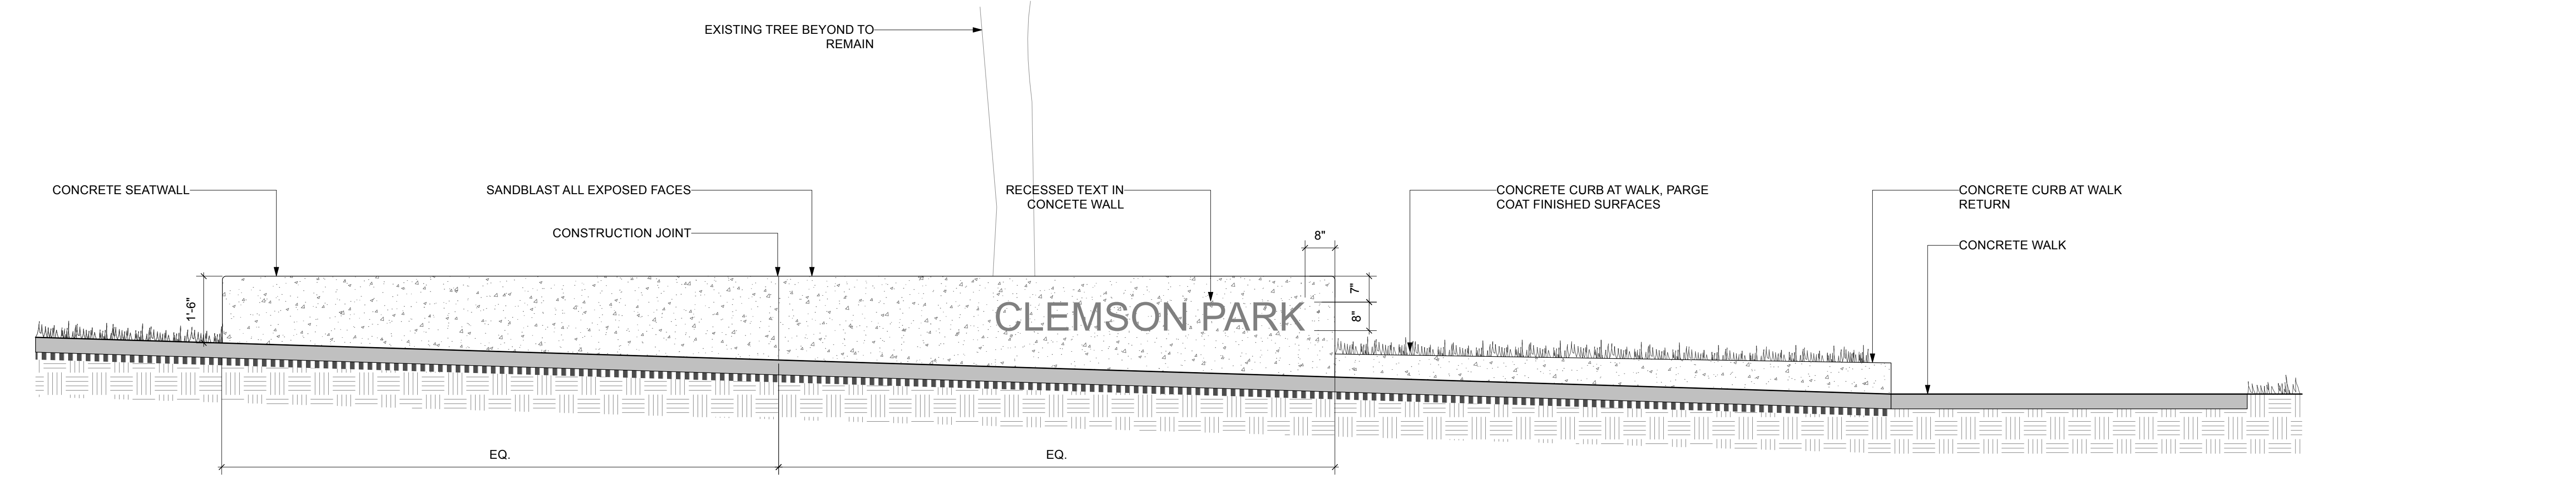 EXISTING TREE BEYOND TO
REMAIN
CONCRETE SEATWALL
SANDBLAST ALL EXPOSED FACES
CONSTRUCTION JOINT
RECESSED TEXT IN
CONCETE WALL
CONCRETE CURB AT WALK, PARGE
COAT FINISHED SURFACES
CONCRETE CURB AT WALK
RETURN
CONCRETE WALK
8"
1'-6"
7"
8"
CLEMSON PARK
EQ.
EQ.